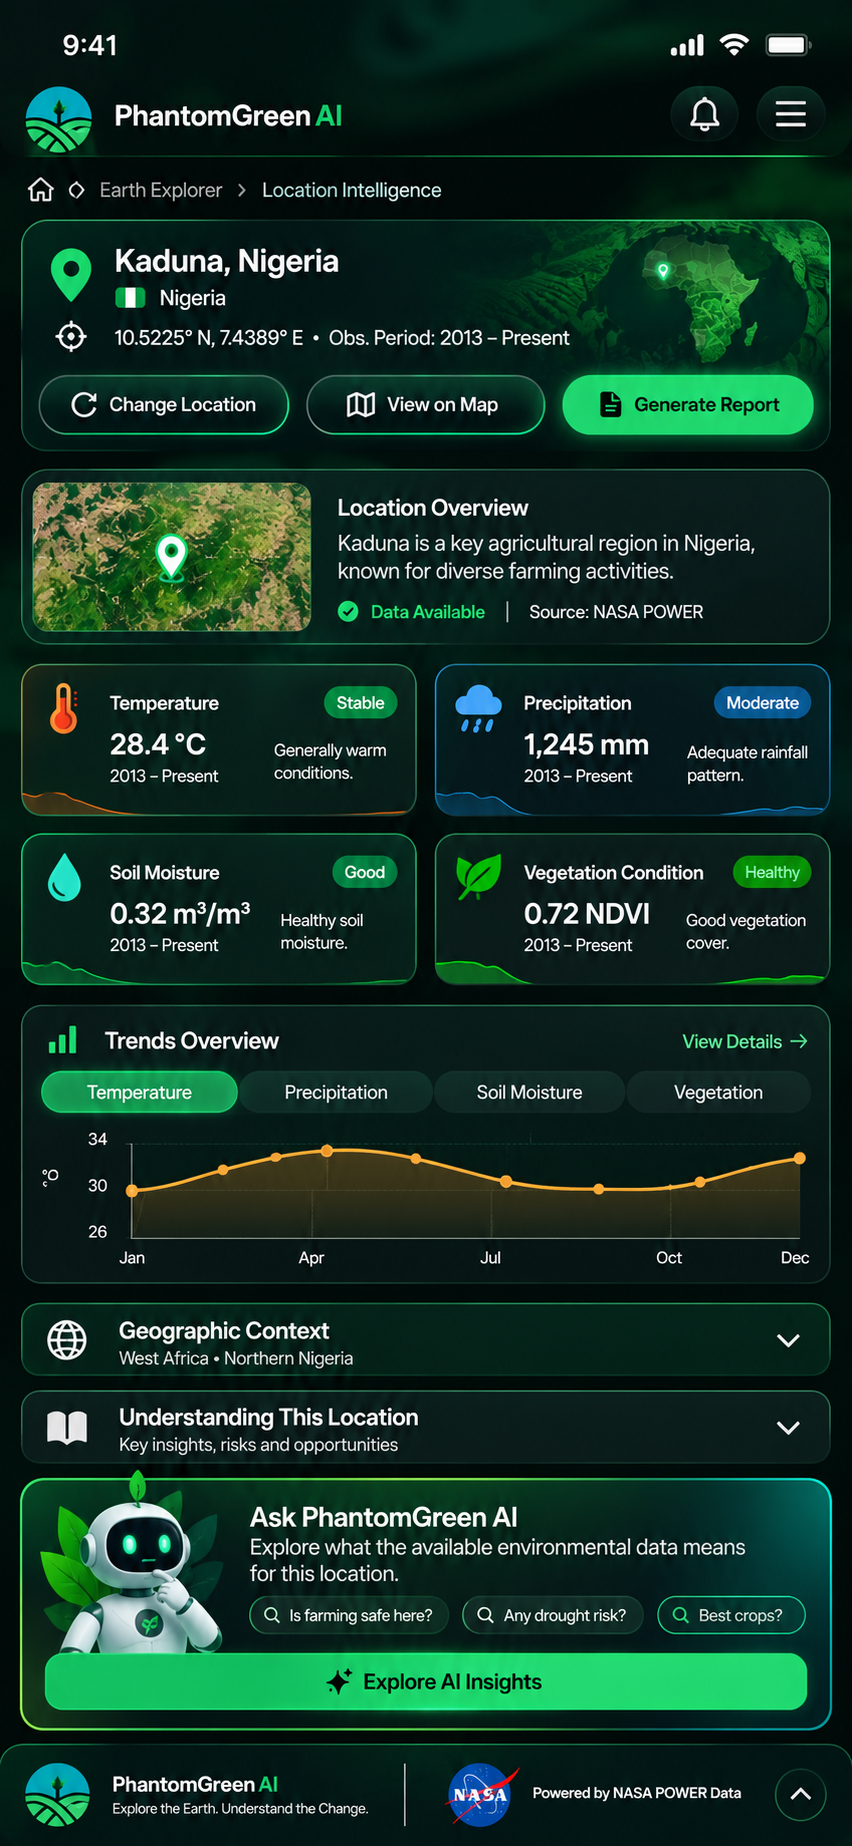 9:41
PhantomGreen AI
Earth Explorer > Location Intelligence
Kaduna, Nigeria
Nigeria
10.5225° N, 7.4389° E • Obs. Period: 2013 – Present
Change Location
View on Map
Generate Report
Location Overview
Kaduna is a key agricultural region in Nigeria,
known for diverse farming activities.
Data Available | Source: NASA POWER
Temperature
Stable
28.4 °C
2013 – Present
Generally warm
conditions.
Precipitation
Moderate
1,245 mm
2013 – Present
Adequate rainfall
pattern.
Soil Moisture
Good
0.32 m³/m³
2013 – Present
Healthy soil
moisture.
Vegetation Condition
Healthy
0.72 NDVI
2013 – Present
Good vegetation
cover.
Trends Overview
View Details →
Temperature
Precipitation
Soil Moisture
Vegetation
34
30
26
Jan
Apr
Jul
Oct
Dec
Geographic Context
West Africa • Northern Nigeria
Understanding This Location
Key insights, risks and opportunities
Ask PhantomGreen AI
Explore what the available environmental data means
for this location.
Is farming safe here?
Any drought risk?
Best crops?
Explore AI Insights
PhantomGreen AI
Explore the Earth. Understand the Change.
NASA
Powered by NASA POWER Data